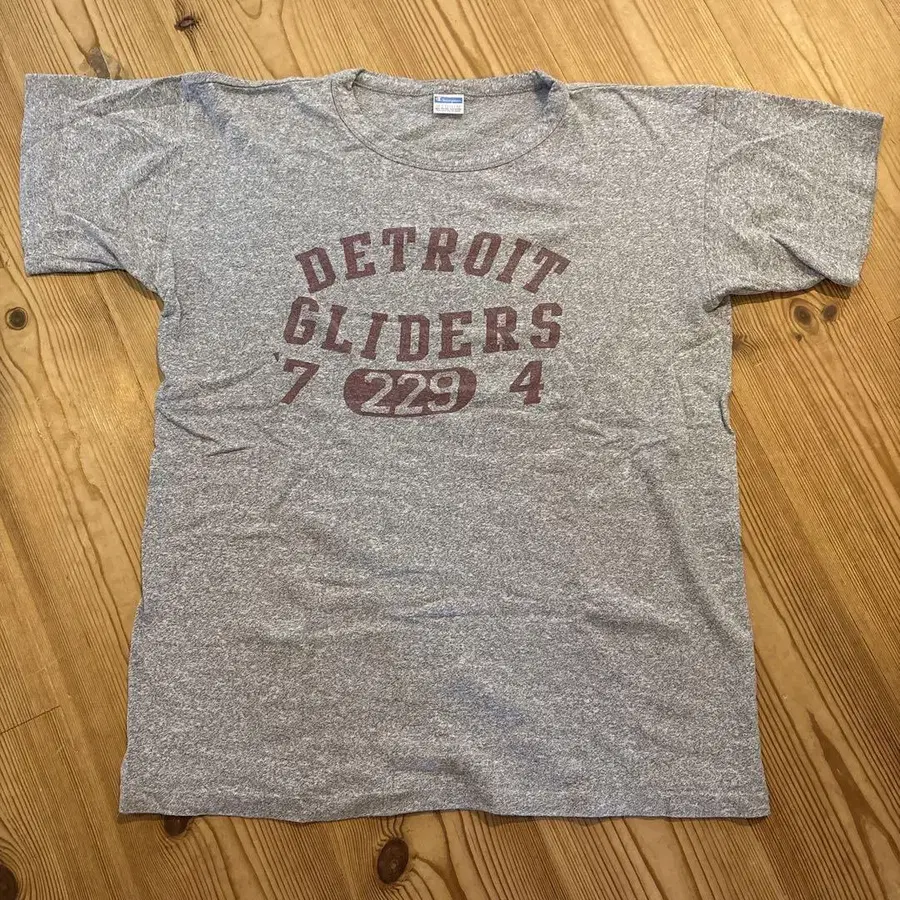 Champion
DETROIT
GLIDERS
'7 229 4